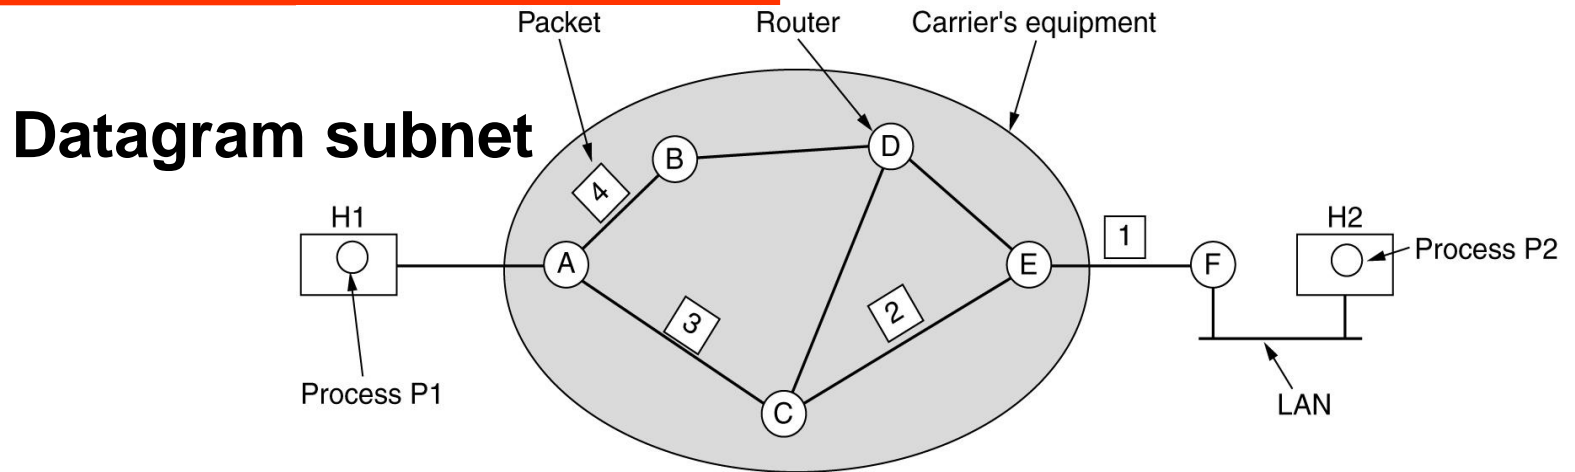 Packet
Router
Carrier's equipment
Datagram subnet
B
D
4
H1
A
E
1
F
H2
Process P2
3
2
Process P1
C
LAN